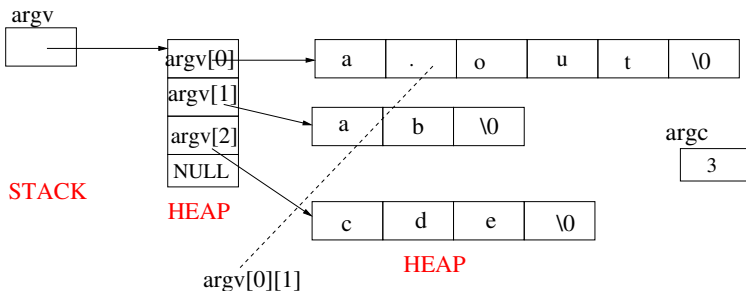 argv
argv[0]
a . o u t \0
argv[1]
a b \0
argv[2]
argc
3
NULL
STACK
HEAP
c d e \0
HEAP
argv[0][1]